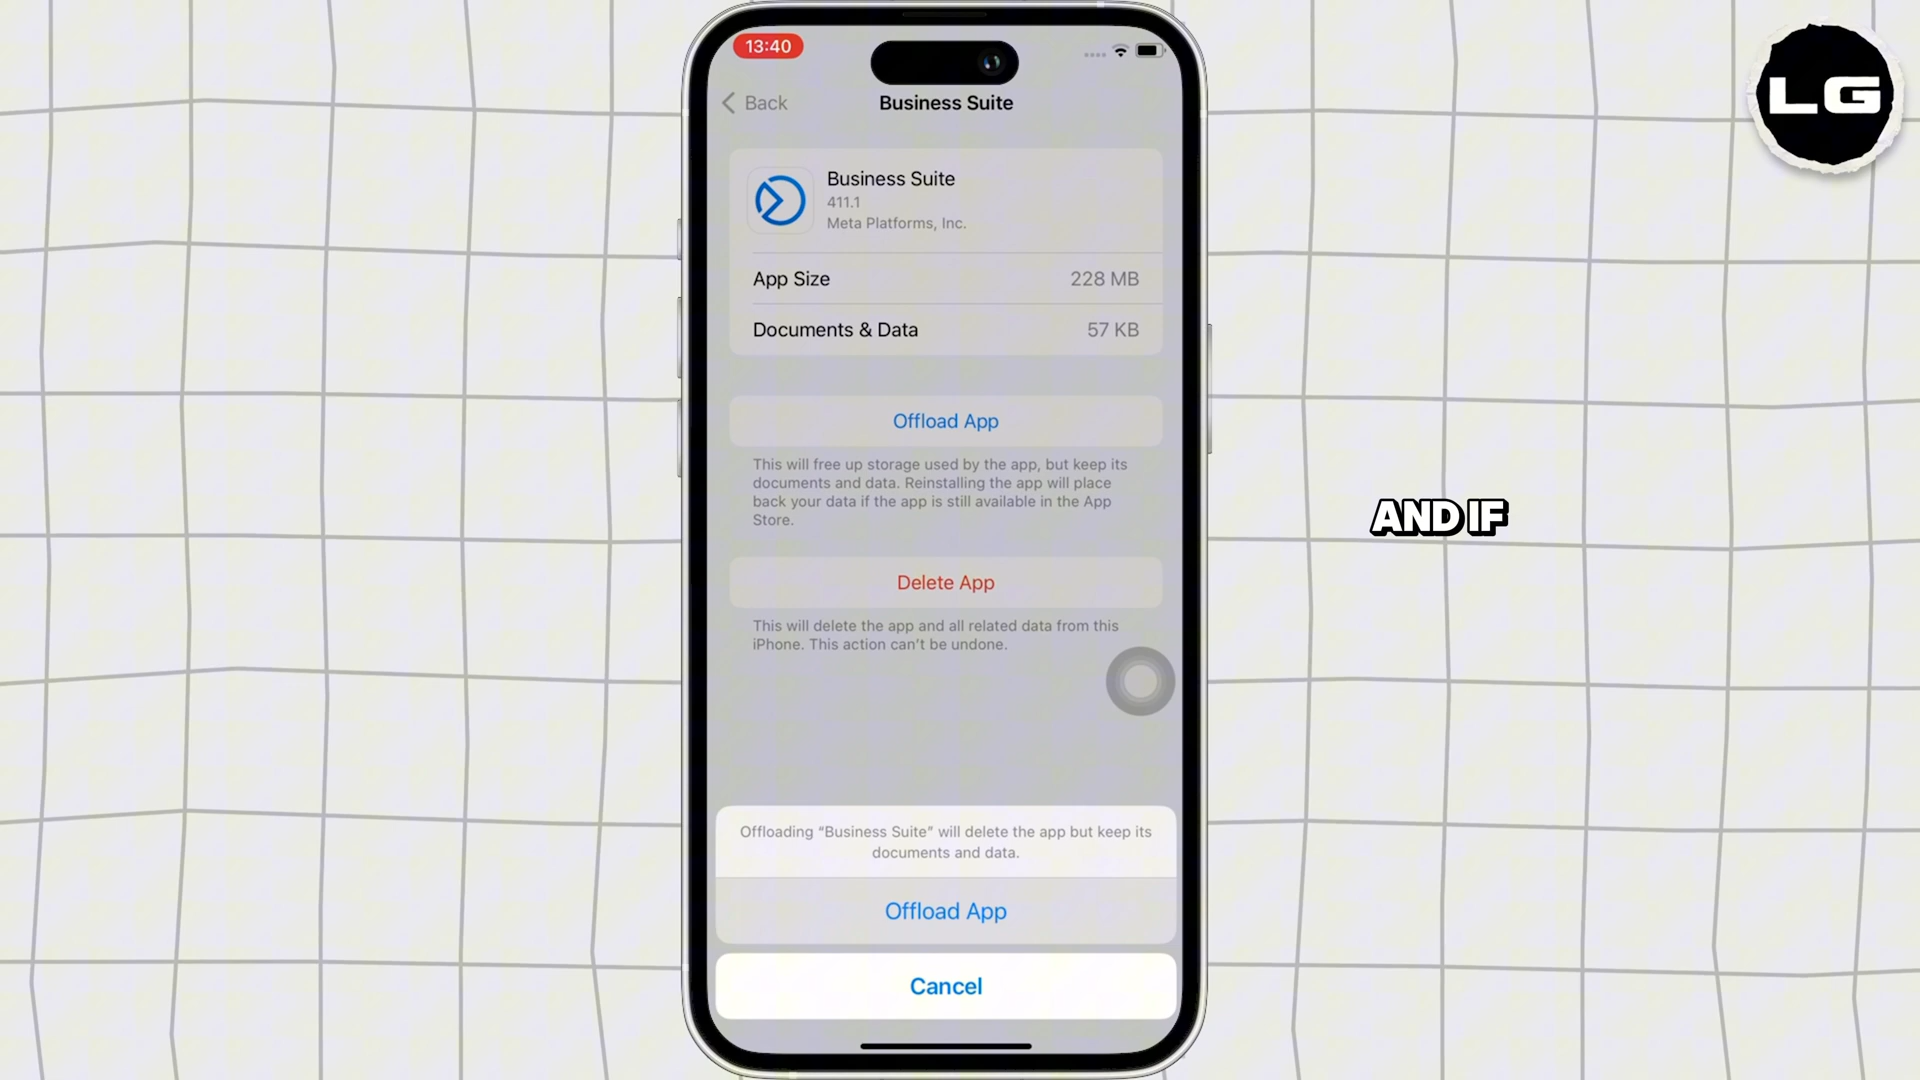 13:40
Back
Business Suite
Business Suite
411.1
Meta Platforms, Inc.
App Size
228 MB
Documents & Data
57 KB
Offload App
This will free up storage used by the app, but keep its
documents and data. Reinstalling the app will place
back your data if the app is still available in the App
Store.
Delete App
This will delete the app and all related data from this
iPhone. This action can't be undone.
Offloading “Business Suite” will delete the app but keep its
documents and data.
Offload App
Cancel
AND IF
LG